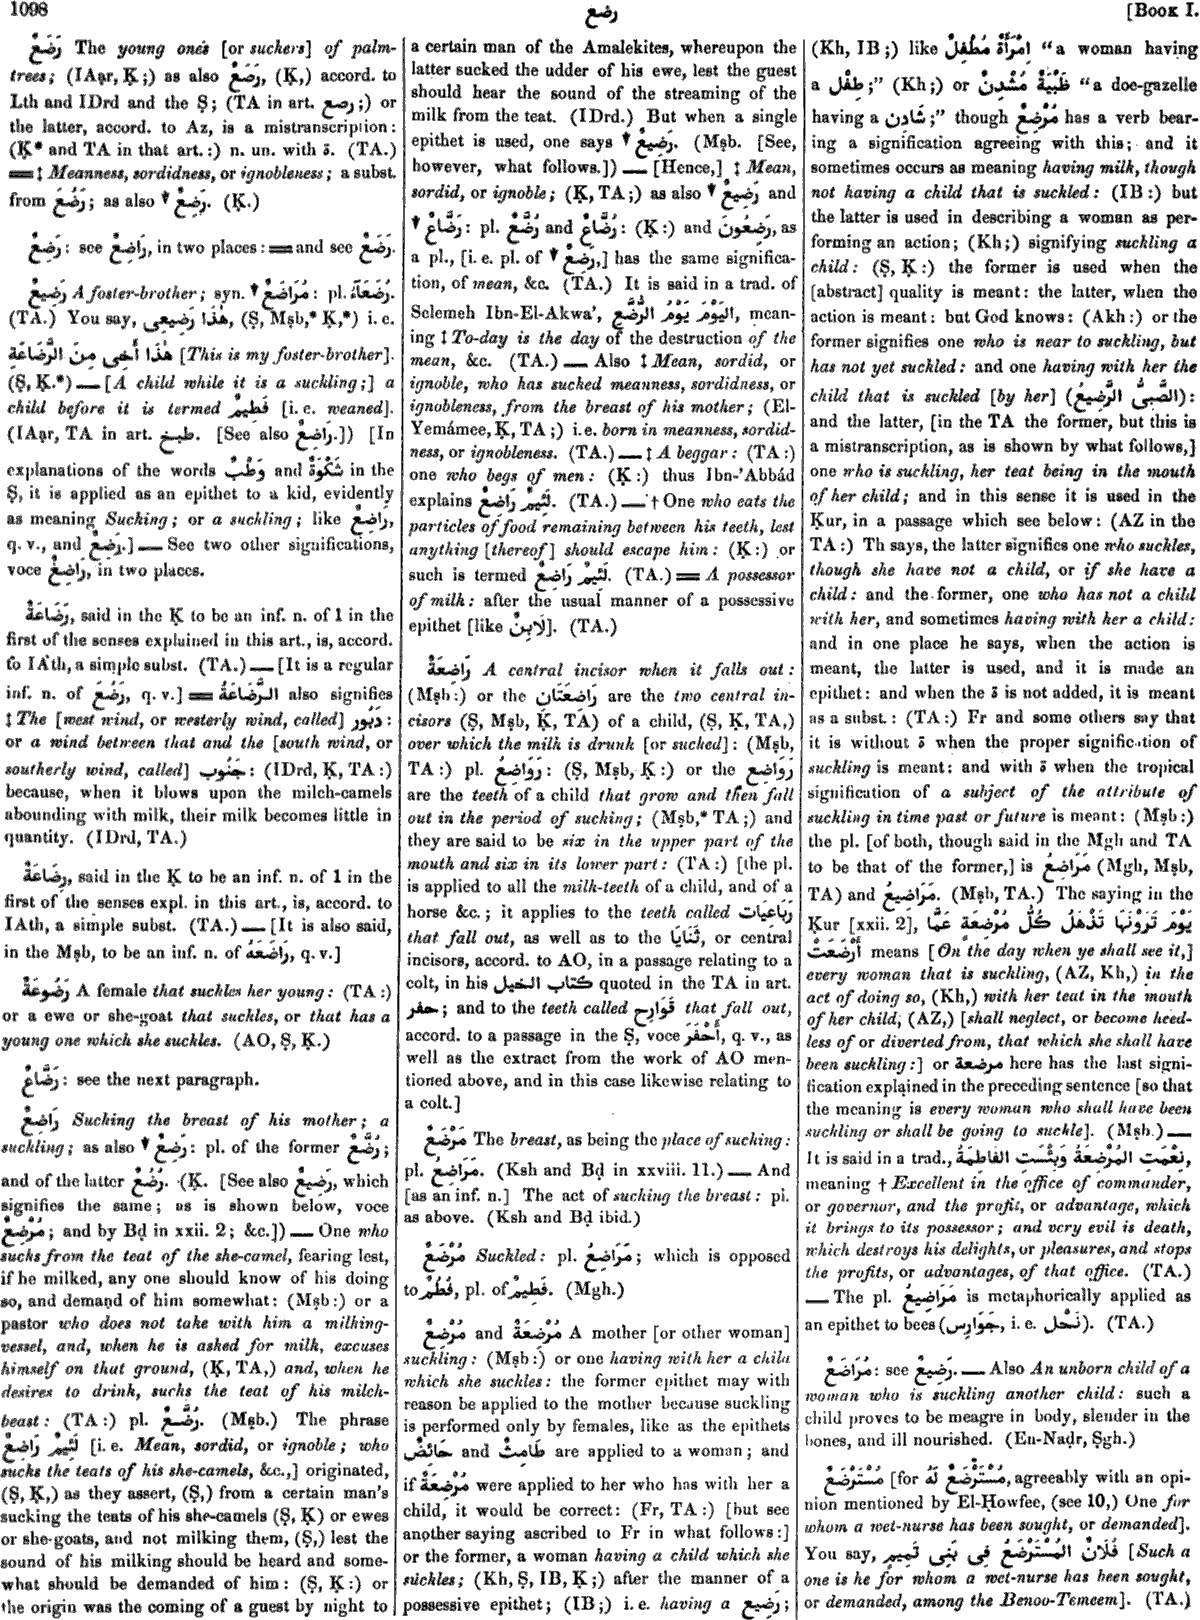 1098
رضع
[BOOK I.
رَضَعٌ The young ones [or suckers] of palm-
trees; (IAạr, Ḳ;) as also رَصَعٌ, (Ḳ,) accord. to
Lth and IDrd and the Ṣ; (TA in art. رصع;) or
the latter, accord. to Az, is a mistranscription:
(Ḳ* and TA in that art.:) n. un. with ة. (TA.)
‡ Meanness, sordidness, or ignobleness; a subst.
from رَضُعَ; as also ▼ رَضِعٌ. (Ḳ.)
رَضِعٌ: see رَاضِعٌ, in two places: and see رَضَعٌ.
رَضِيعٌ A foster-brother; syn. ▼ مُرَاضَعٌ: pl. رُضَعَآءُ.
(TA.) You say, هٰذَا رَضِيعِى, (Ṣ, Mṣb,* Ḳ,*) i. e.
هٰذَا أَخِى مِنَ الرَّضَاعَةِ [This is my foster-brother].
(Ṣ, Ḳ.*) — [A child while it is a suckling;] a
child before it is termed فَطِيمٌ [i. e. weaned].
(IAạr, TA in art. طبخ. [See also رَاضِعٌ.]) [In
explanations of the words وَطْبٌ and شَكْوَةٌ in the
Ṣ, it is applied as an epithet to a kid, evidently
as meaning Sucking; or a suckling; like رَاضِعٌ,
q. v., and رَضِعٌ.] — See two other significations,
voce رَاضِعٌ, in two places.
رَضَاعَةٌ, said in the Ḳ to be an inf. n. of 1 in the
first of the senses explained in this art., is, accord.
to IAth, a simple subst. (TA.) — [It is a regular
inf. n. of رَضُعَ, q. v.] الرَّضَاعَةُ also signifies
‡ The [west wind, or westerly wind, called] دَبُور:
or a wind between that and the [south wind, or
southerly wind, called] جَنُوب: (IDrd, Ḳ, TA:)
because, when it blows upon the milch-camels
abounding with milk, their milk becomes little in
quantity. (IDrd, TA.)
رِضَاعَةٌ, said in the Ḳ to be an inf. n. of 1 in the
first of the senses expl. in this art., is, accord. to
IAth, a simple subst. (TA.) — [It is also said,
in the Mṣb, to be an inf. n. of رَاضَعَهُ, q. v.]
رَضُوعَةٌ A female that suckles her young: (TA:)
or a ewe or she-goat that suckles, or that has a
young one which she suckles. (AO, Ṣ, Ḳ.)
رَضَّاعٌ: see the next paragraph.
رَاضِعٌ Sucking the breast of his mother; a
suckling; as also ▼ رَضِعٌ: pl. of the former رُضَّعٌ;
and of the latter رُضُعٌ. (Ḳ. [See also رَضِيعٌ, which
signifies the same; as is shown below, voce
مُرْضِعٌ; and by Bḍ in xxii. 2; &c.]) — One who
sucks from the teat of the she-camel, fearing lest,
if he milked, any one should know of his doing
so, and demand of him somewhat: (Mṣb:) or a
pastor who does not take with him a milking-
vessel, and, when he is asked for milk, excuses
himself on that ground, (Ḳ, TA,) and, when he
desires to drink, sucks the teat of his milch-
beast: (TA:) pl. رُضَّعٌ. (Mṣb.) The phrase
لَئِيمٌ رَاضِعٌ [i. e. Mean, sordid, or ignoble; who
sucks the teats of his she-camels, &c.,] originated,
(Ṣ, Ḳ,) as they assert, (Ṣ,) from a certain man's
sucking the teats of his she-camels (Ṣ, Ḳ) or ewes
or she-goats, and not milking them, (Ṣ,) lest the
sound of his milking should be heard and some-
what should be demanded of him: (Ṣ, Ḳ:) or
the origin was the coming of a guest by night to
a certain man of the Amalekites, whereupon the
latter sucked the udder of his ewe, lest the guest
should hear the sound of the streaming of the
milk from the teat. (IDrd.) But when a single
epithet is used, one says ▼ رَضِيعٌ. (Mṣb. [See,
however, what follows.]) — [Hence,] ‡ Mean,
sordid, or ignoble; (Ḳ, TA;) as also ▼ رَضِيعٌ and
▼ رَضَّاعٌ: pl. رُضَّاعٌ and رُضَّعٌ: (Ḳ:) and رَضِعُونَ, as
a pl., [i. e. pl. of ▼ رَضِعٌ,] has the same significa-
tion, of mean, &c. (TA.) It is said in a trad. of
Selemeh Ibn-El-Akwa', اليَوْمَ يَوْمُ الرُّضَّعِ, mean-
ing ‡ To-day is the day of the destruction of the
mean, &c. (TA.) — Also ‡ Mean, sordid, or
ignoble, who has sucked meanness, sordidness, or
ignobleness, from the breast of his mother; (El-
Yemámee, Ḳ, TA;) i. e. born in meanness, sordid-
ness, or ignobleness. (TA.) — ‡ A beggar: (TA:)
one who begs of men: (Ḳ:) thus Ibn-'Abbád
explains لَئِيمٌ رَاضِعٌ. (TA.) — † One who eats the
particles of food remaining between his teeth, lest
anything [thereof] should escape him: (Ḳ:) or
such is termed لَئِيمٌ رَاضِعٌ. (TA.) A possessor
of milk: after the usual manner of a possessive
epithet [like لَابِنٌ]. (TA.)
رَاضِعَةٌ A central incisor when it falls out:
(Mṣb:) or the رَاضِعَتَانِ are the two central in-
cisors (Ṣ, Mṣb, Ḳ, TA) of a child, (Ṣ, Ḳ, TA,)
over which the milk is drunk [or sucked]: (Mṣb,
TA:) pl. رَوَاضِعُ: (Ṣ, Mṣb, Ḳ:) or the رَوَاضِع
are the teeth of a child that grow and then fall
out in the period of sucking; (Mṣb,* TA;) and
they are said to be six in the upper part of the
mouth and six in its lower part: (TA:) [the pl.
is applied to all the milk-teeth of a child, and of a
horse &c.; it applies to the teeth called رَبَاعِيَات
that fall out, as well as to the ثَنَايَا, or central
incisors, accord. to AO, in a passage relating to a
colt, in his كتاب الخيل quoted in the TA in art.
حفر; and to the teeth called قَوَارِح that fall out,
accord. to a passage in the Ṣ, voce أَحْفَرَ, q. v., as
well as the extract from the work of AO men-
tioned above, and in this case likewise relating to
a colt.]
مَرْضَعٌ The breast, as being the place of sucking:
pl. مَرَاضِعُ. (Ksh and Bḍ in xxviii. 11.) — And
[as an inf. n.] The act of sucking the breast: pl.
as above. (Ksh and Bḍ ibid.)
مُرْضَعٌ Suckled: pl. مَرَاضِعُ; which is opposed
to فُطُمٌ, pl. of فَطِيمٌ. (Mgh.)
مُرْضِعَةٌ and مُرْضِعٌ A mother [or other woman]
suckling: (Mṣb:) or one having with her a child
which she suckles: the former epithet may with
reason be applied to the mother because suckling
is performed only by females, like as the epithets
طَامِثٌ and حَائِضٌ are applied to a woman; and
if مُرْضِعَةٌ were applied to her who has with her a
child, it would be correct: (Fr, TA:) [but see
another saying ascribed to Fr in what follows:]
or the former, a woman having a child which she
suckles; (Kh, Ṣ, IB, Ḳ;) after the manner of a
possessive epithet; (IB;) i. e. having a رَضِيع;
(Kh, IB;) like اِمْرَأَةٌ مُطْفِلٌ “a woman having
a طِفْل;” (Kh;) or ظَبْيَةٌ مُشْدِنٌ “a doe-gazelle
having a شَادِن;” though مُرْضِعٌ has a verb bear-
ing a signification agreeing with this; and it
sometimes occurs as meaning having milk, though
not having a child that is suckled: (IB:) but
the latter is used in describing a woman as per-
forming an action; (Kh;) signifying suckling a
child: (Ṣ, Ḳ:) the former is used when the
[abstract] quality is meant: the latter, when the
action is meant: but God knows: (Akh:) or the
former signifies one who is near to suckling, but
has not yet suckled: and one having with her the
child that is suckled [by her] (الصَّبِىُّ الرَّضِيعُ):
and the latter, [in the TA the former, but this is
a mistranscription, as is shown by what follows,]
one who is suckling, her teat being in the mouth
of her child; and in this sense it is used in the
Ḳur, in a passage which see below: (AZ in the
TA:) Th says, the latter signifies one who suckles,
though she have not a child, or if she have a
child: and the former, one who has not a child
with her, and sometimes having with her a child:
and in one place he says, when the action is
meant, the latter is used, and it is made an
epithet: and when the ة is not added, it is meant
as a subst.: (TA:) Fr and some others say that
it is without ة when the proper signification of
suckling is meant: and with ة when the tropical
signification of a subject of the attribute of
suckling in time past or future is meant: (Mṣb:)
the pl. [of both, though said in the Mgh and TA
to be that of the former,] is مَرَاضِعُ (Mgh, Mṣb,
TA) and مَرَاضِيعُ. (Mṣb, TA.) The saying in the
Ḳur [xxii. 2], يَوْمَ تَرَوْنَهَا تَذْهَلُ كُلُّ مُرْضِعَةٍ عَمَّا
أَرْضَعَتْ means [On the day when ye shall see it,]
every woman that is suckling, (AZ, Kh,) in the
act of doing so, (Kh,) with her teat in the mouth
of her child, (AZ,) [shall neglect, or become heed-
less of or diverted from, that which she shall have
been suckling:] or مرضعة here has the last signi-
fication explained in the preceding sentence [so that
the meaning is every woman who shall have been
suckling or shall be going to suckle]. (Mṣb.) —
It is said in a trad., نِعْمَتِ المُرْضِعَةُ وَبِئْسَتِ الفَاطِمَةُ,
meaning † Excellent in the office of commander,
or governor, and the profit, or advantage, which
it brings to its possessor; and very evil is death,
which destroys his delights, or pleasures, and stops
the profits, or advantages, of that office. (TA.)
— The pl. مَرَاضِيعُ is metaphorically applied as
an epithet to bees (جَوَارِس, i. e. نَحْل). (TA.)
مُرَاضَعٌ: see رَضِيعٌ. — Also An unborn child of a
woman who is suckling another child: such a
child proves to be meagre in body, slender in the
bones, and ill nourished. (En-Naḍr, Ṣgh.)
مُسْتَرْضَعٌ [for مُسْتَرْضَعٌ لَهُ, agreeably with an opi-
nion mentioned by El-Ḥowfee, (see 10,) One for
whom a wet-nurse has been sought, or demanded].
You say, فُلَانٌ المُسْتَرْضَعُ فِى بَنِى تَمِيمٍ [Such a
one is he for whom a wet-nurse has been sought,
or demanded, among the Benoo-Temeem]. (TA.)